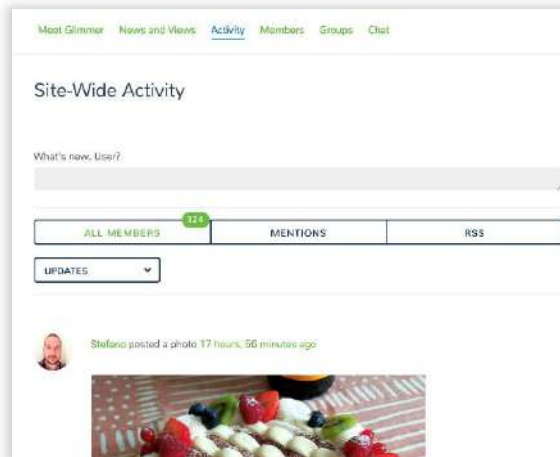 Meet Glimmer News and Views Activity Members Groups Chat
Site-Wide Activity
What's new, User?
324
ALL MEMBERS MENTIONS RSS
UPDATES
Stefano posted a photo 17 hours, 56 minutes ago